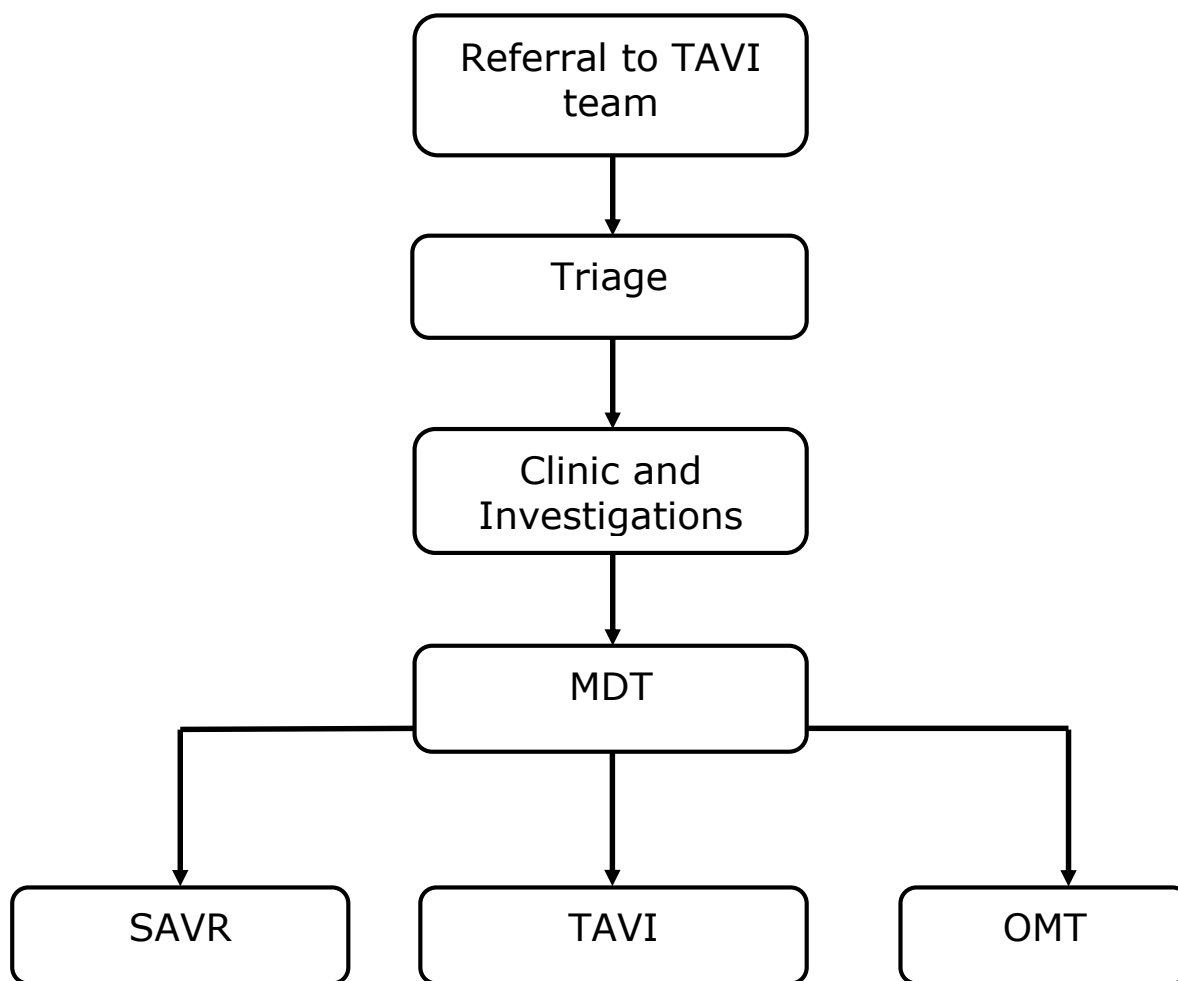 Referral to TAVI
team
Triage
Clinic and
Investigations
MDT
SAVR
TAVI
OMT